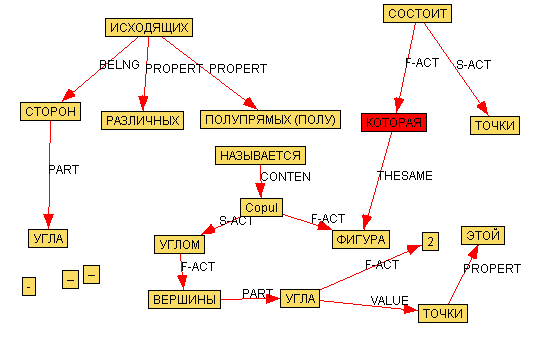 СОСТОИТ
ИСХОДЯЩИХ
BELNG PROPERT PROPERT
F-ACT S-ACT
СТОРОН РАЗЛИЧНЫХ ПОЛУПРЯМЫХ (ПОЛУ) КОТОРАЯ ТОЧКИ
НАЗЫВАЕТСЯ
PART CONTEN THESAME
Copul
S-ACT F-ACT
УГЛА УГЛОМ ФИГУРА 2 ЭТОЙ
F-ACT F-ACT PROPERT
- – –
ВЕРШИНЫ PART УГЛА VALUE ТОЧКИ